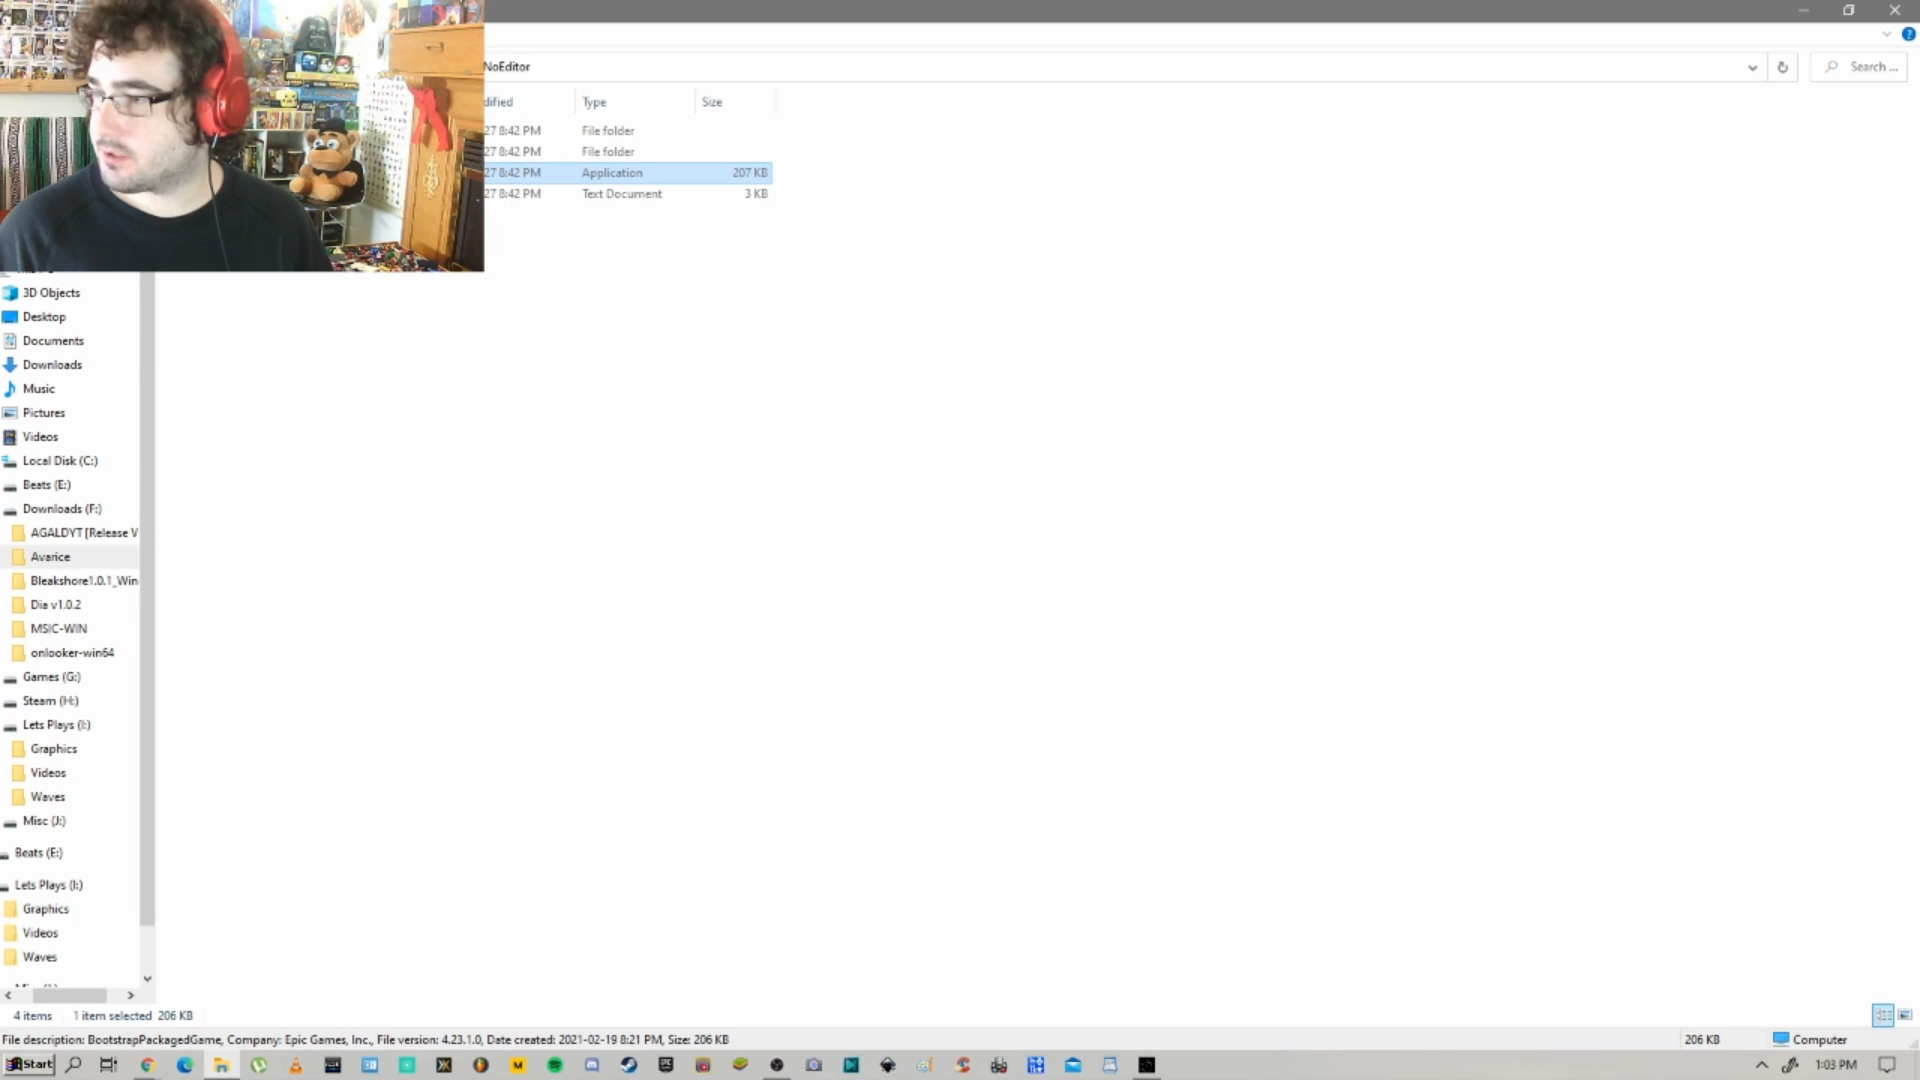 NoEditor
Search ...
dified Type Size
27 8:42 PM File folder
27 8:42 PM File folder
27 8:42 PM Application 207 KB
27 8:42 PM Text Document 3 KB
3D Objects
Desktop
Documents
Downloads
Music
Pictures
Videos
Local Disk (C:)
Beats (E:)
Downloads (F:)
AGALDYT [Release V
Avarice
Bleakshore1.0.1_Win
Dia v1.0.2
MSIC-WIN
onlooker-win64
Games (G:)
Steam (H:)
Lets Plays (I:)
Graphics
Videos
Waves
Misc (J:)
Beats (E:)
Lets Plays (I:)
Graphics
Videos
Waves
4 items 1 item selected 206 KB
File description: BootstrapPackagedGame, Company: Epic Games, Inc., File version: 4.23.1.0, Date created: 2021-02-19 8:21 PM, Size: 206 KB 206 KB Computer
Start 1:03 PM